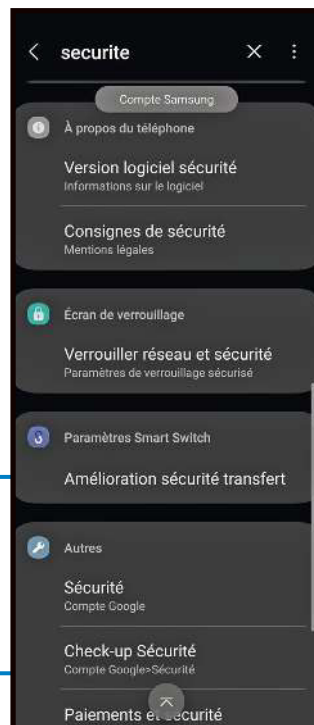 securite
Compte Samsung
À propos du téléphone
Version logiciel sécurité
Informations sur le logiciel
Consignes de sécurité
Mentions légales
Écran de verrouillage
Verrouiller réseau et sécurité
Paramètres de verrouillage sécurisé
Paramètres Smart Switch
Amélioration sécurité transfert
Autres
Sécurité
Compte Google
Check-up Sécurité
Compte Google>Sécurité
Paiements et sécurité